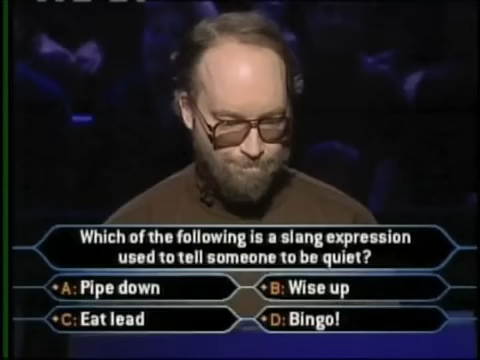 Which of the following is a slang expression
used to tell someone to be quiet?
A: Pipe down
B: Wise up
C: Eat lead
D: Bingo!